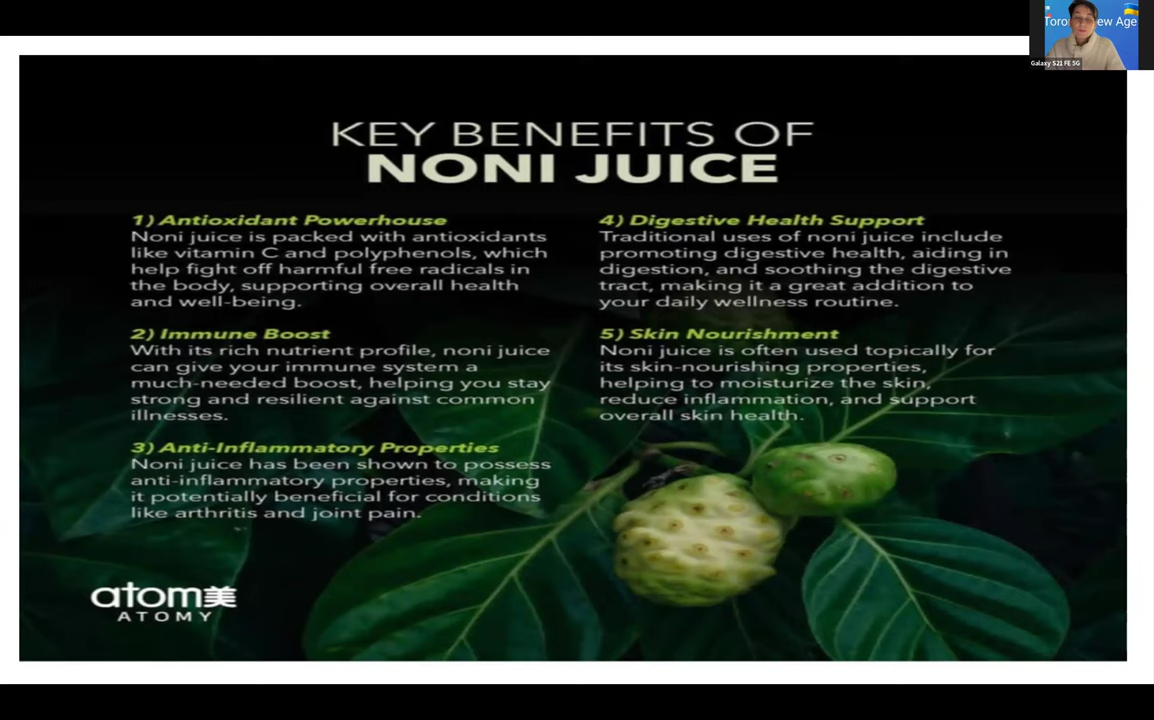 Toro ew Age
Galaxy S21 FE 5G
KEY BENEFITS OF
NONI JUICE
1) Antioxidant Powerhouse
Noni juice is packed with antioxidants
like vitamin C and polyphenols, which
help fight off harmful free radicals in
the body, supporting overall health
and well-being.
2) Immune Boost
With its rich nutrient profile, noni juice
can give your immune system a
much-needed boost, helping you stay
strong and resilient against common
illnesses.
3) Anti-Inflammatory Properties
Noni juice has been shown to possess
anti-inflammatory properties, making
it potentially beneficial for conditions
like arthritis and joint pain.
4) Digestive Health Support
Traditional uses of noni juice include
promoting digestive health, aiding in
digestion, and soothing the digestive
tract, making it a great addition to
your daily wellness routine.
5) Skin Nourishment
Noni juice is often used topically for
its skin-nourishing properties,
helping to moisturize the skin,
reduce inflammation, and support
overall skin health.
atom美
ATOMY